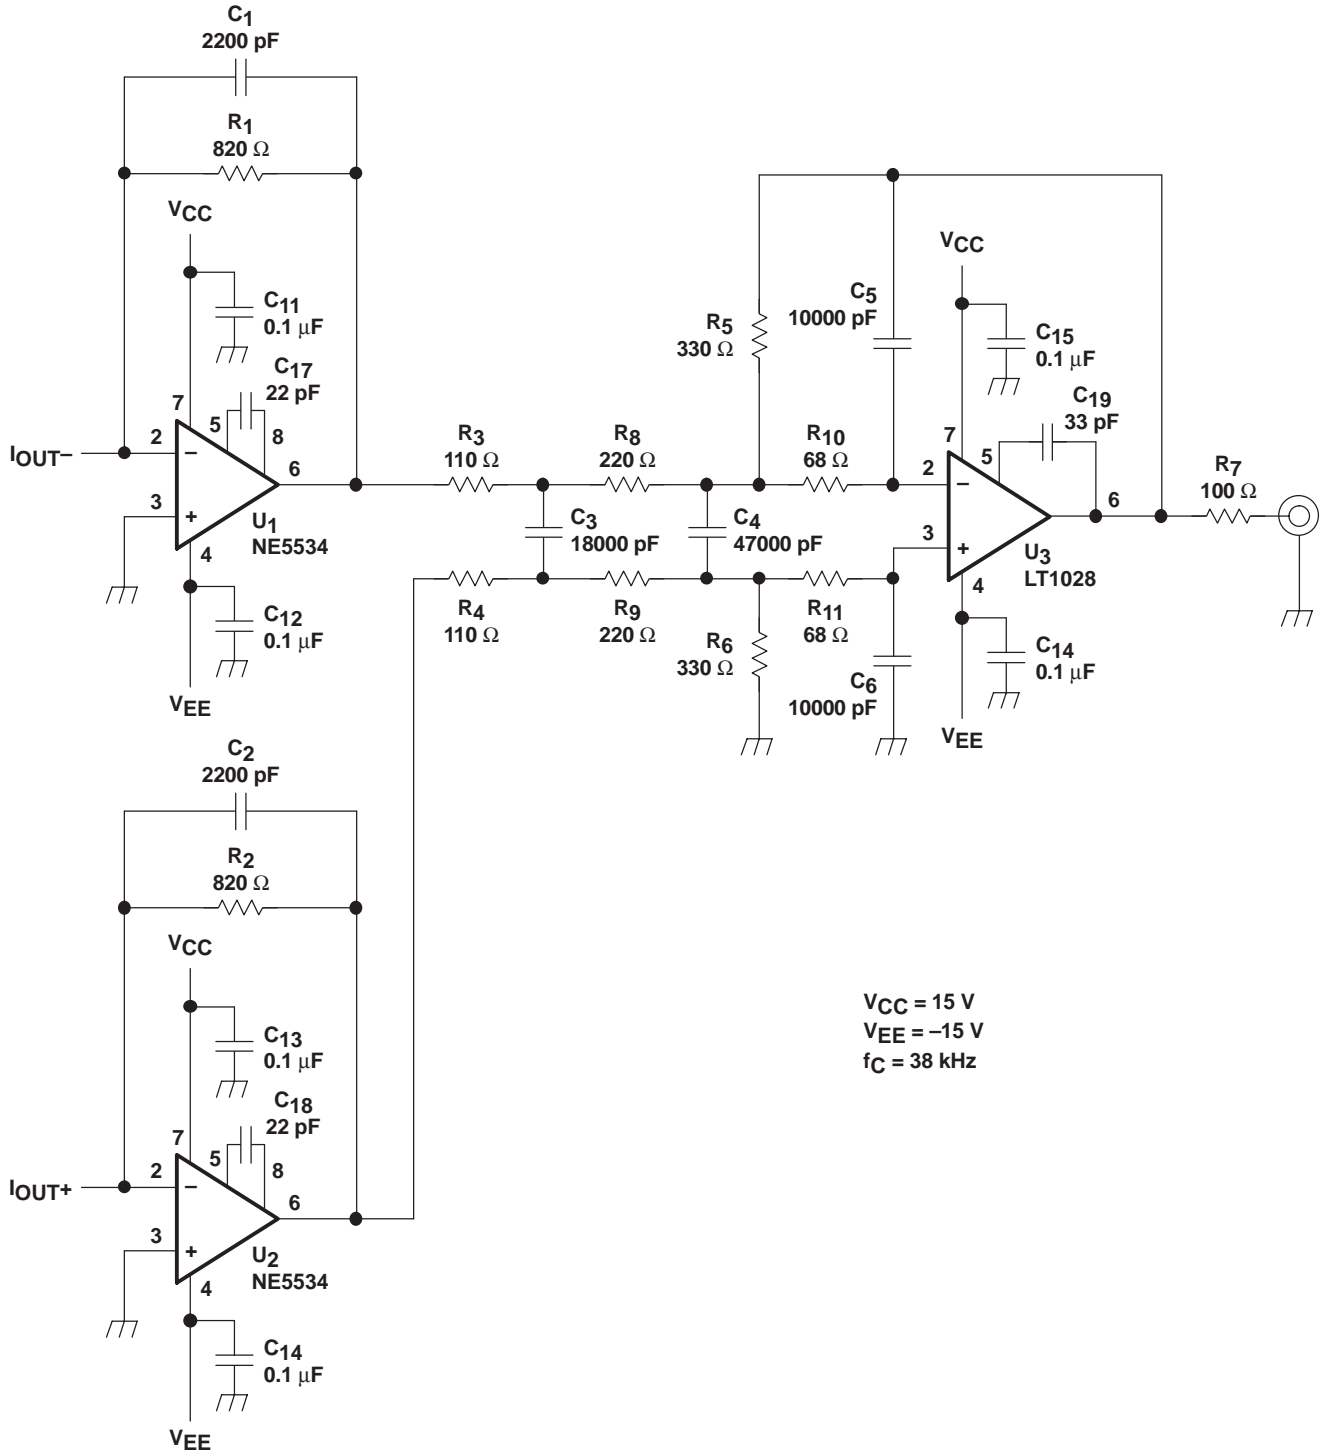 C1
2200 pF
R1
820 Ω
VCC
C11
0.1 μF
C17
22 pF
7
5
8
2
–
6
IOUT–
3
+
U1
NE5534
4
C12
0.1 μF
VEE
R3
110 Ω
R8
220 Ω
R10
68 Ω
R5
330 Ω
C5
10000 pF
C3
18000 pF
C4
47000 pF
R4
110 Ω
R9
220 Ω
R11
68 Ω
R6
330 Ω
C6
10000 pF
VCC
C15
0.1 μF
C19
33 pF
7
5
2
–
6
3
+
U3
LT1028
4
R7
100 Ω
C14
0.1 μF
VEE
C2
2200 pF
R2
820 Ω
VCC
C13
0.1 μF
C18
22 pF
7
5
8
2
–
6
IOUT+
3
+
U2
NE5534
4
C14
0.1 μF
VEE
VCC = 15 V
VEE = –15 V
fC = 38 kHz